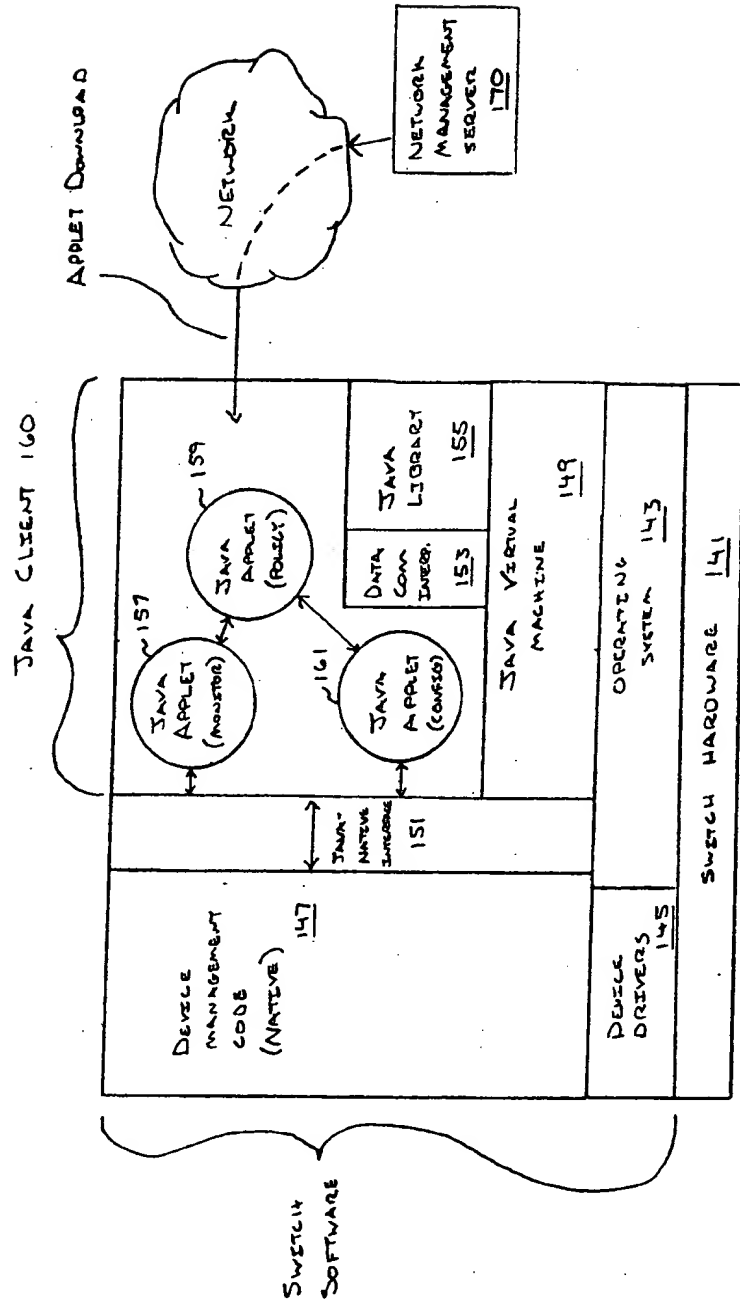 JAVA CLIENT 160
APPLET DOWNLOAD
157
JAVA
APPLET
(MONITOR)
159
JAVA
APPLET
(POLICY)
161
JAVA
APPLET
(CONFIG)
NETWORK
NETWORK
MANAGEMENT
SERVER
170
SWITCH
SOFTWARE
DEVICE
MANAGEMENT
CODE
(NATIVE)
147
JAVA-
NATIVE
INTERFACE
151
DATA
COM
INTERP.
153
JAVA
LIBRARY
155
JAVA VIRTUAL
MACHINE 149
DEVICE
DRIVERS
145
OPERATING
SYSTEM 143
SWITCH HARDWARE 141